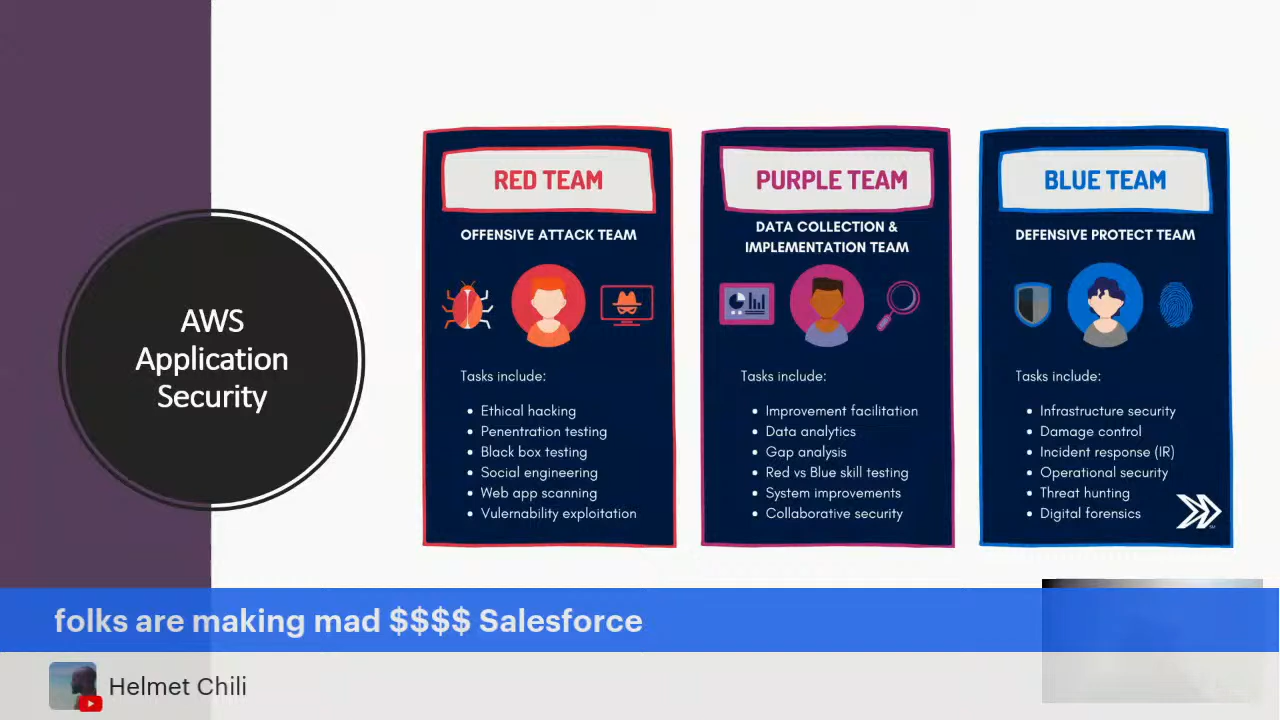 AWS
Application
Security
RED TEAM
OFFENSIVE ATTACK TEAM
Tasks include:
Ethical hacking
Penentration testing
Black box testing
Social engineering
Web app scanning
Vulernability exploitation
PURPLE TEAM
DATA COLLECTION &
IMPLEMENTATION TEAM
Tasks include:
Improvement facilitation
Data analytics
Gap analysis
Red vs Blue skill testing
System improvements
Collaborative security
BLUE TEAM
DEFENSIVE PROTECT TEAM
Tasks include:
Infrastructure security
Damage control
Incident response (IR)
Operational security
Threat hunting
Digital forensics
folks are making mad $$$$ Salesforce
Helmet Chili